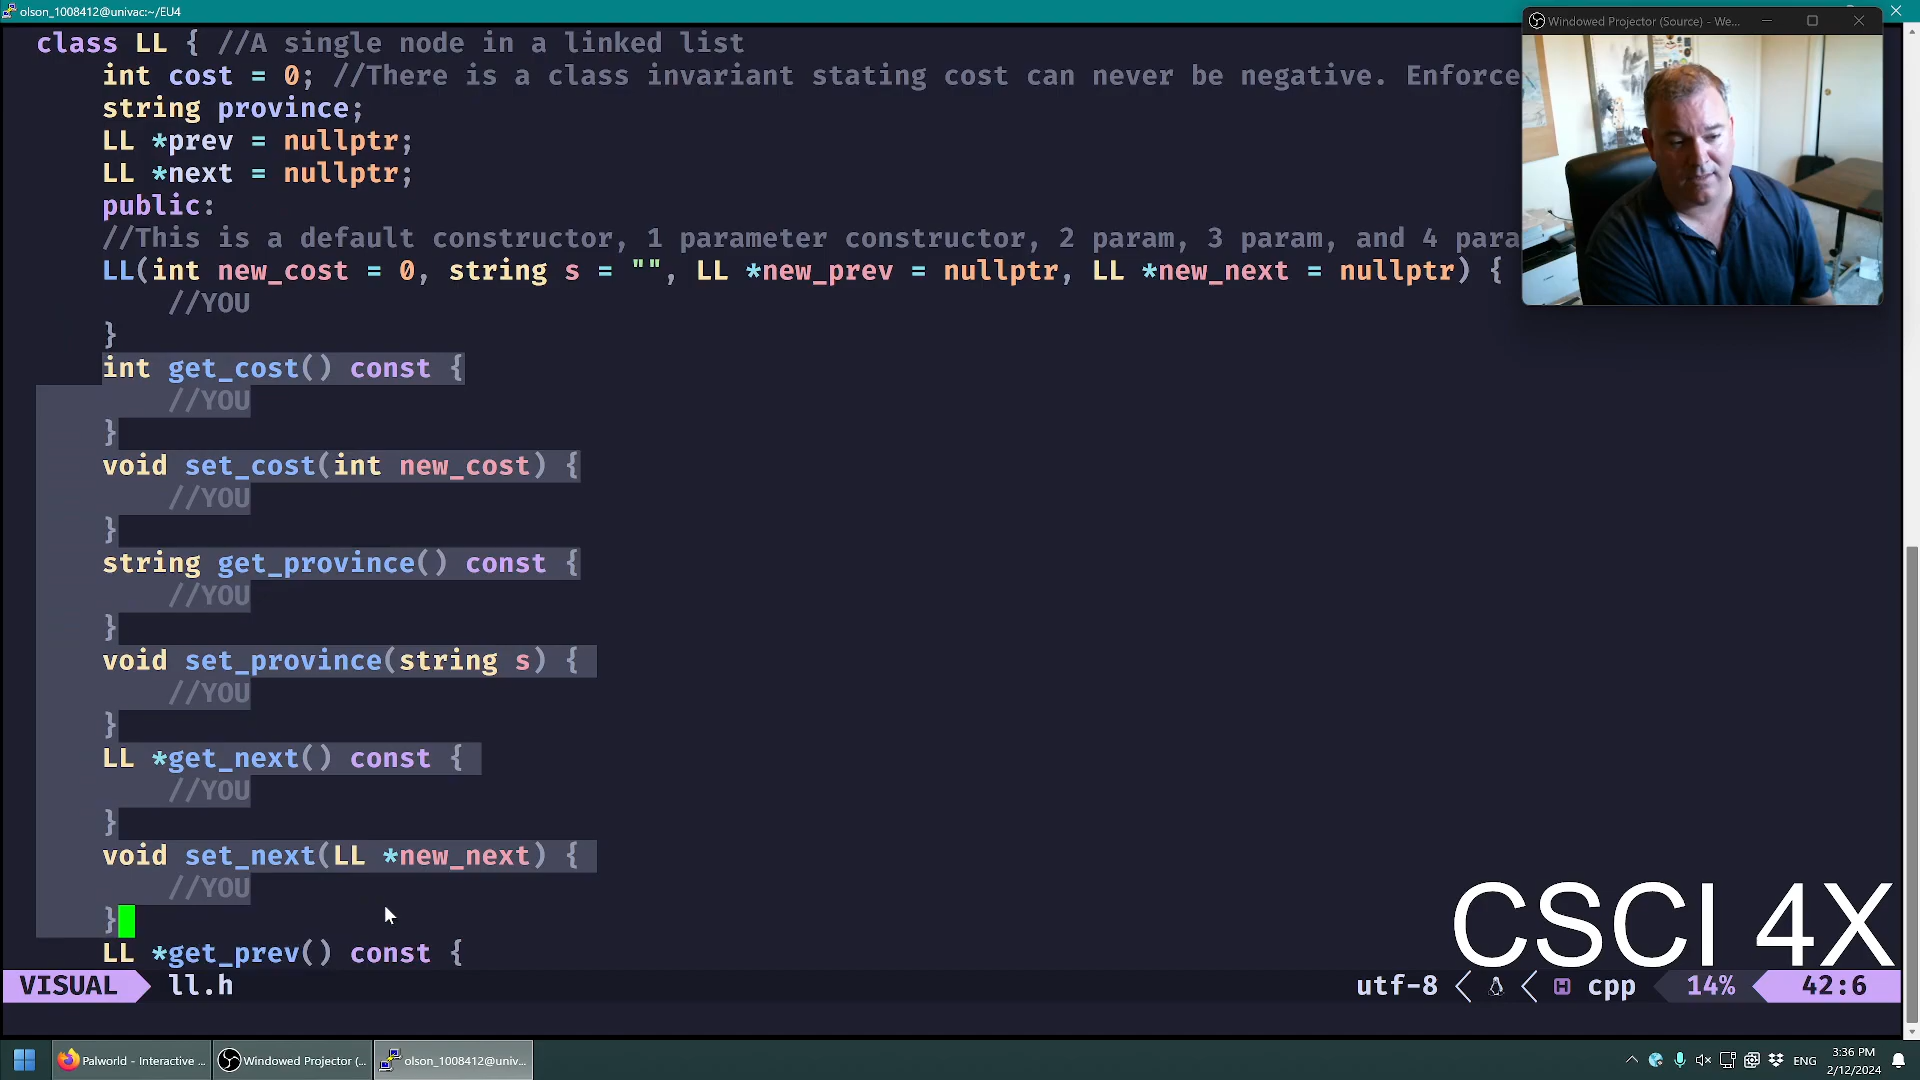 olson_1008412@univac:~/EU4
Windowed Projector (Source) - We...
class LL { //A single node in a linked list
int cost = 0; //There is a class invariant stating cost can never be negative. Enforce
string province;
LL *prev = nullptr;
LL *next = nullptr;
public:
//This is a default constructor, 1 parameter constructor, 2 param, 3 param, and 4 para
LL(int new_cost = 0, string s = "", LL *new_prev = nullptr, LL *new_next = nullptr) {
//YOU
}
int get_cost() const {
//YOU
}
void set_cost(int new_cost) {
//YOU
}
string get_province() const {
//YOU
}
void set_province(string s) {
//YOU
}
LL *get_next() const {
//YOU
}
void set_next(LL *new_next) {
//YOU
}
LL *get_prev() const {
CSCI 4X
VISUAL ll.h utf-8 cpp 14% 42:6
Palworld - Interactive ... Windowed Projector (... olson_1008412@univ... ENG 3:36 PM
2/12/2024